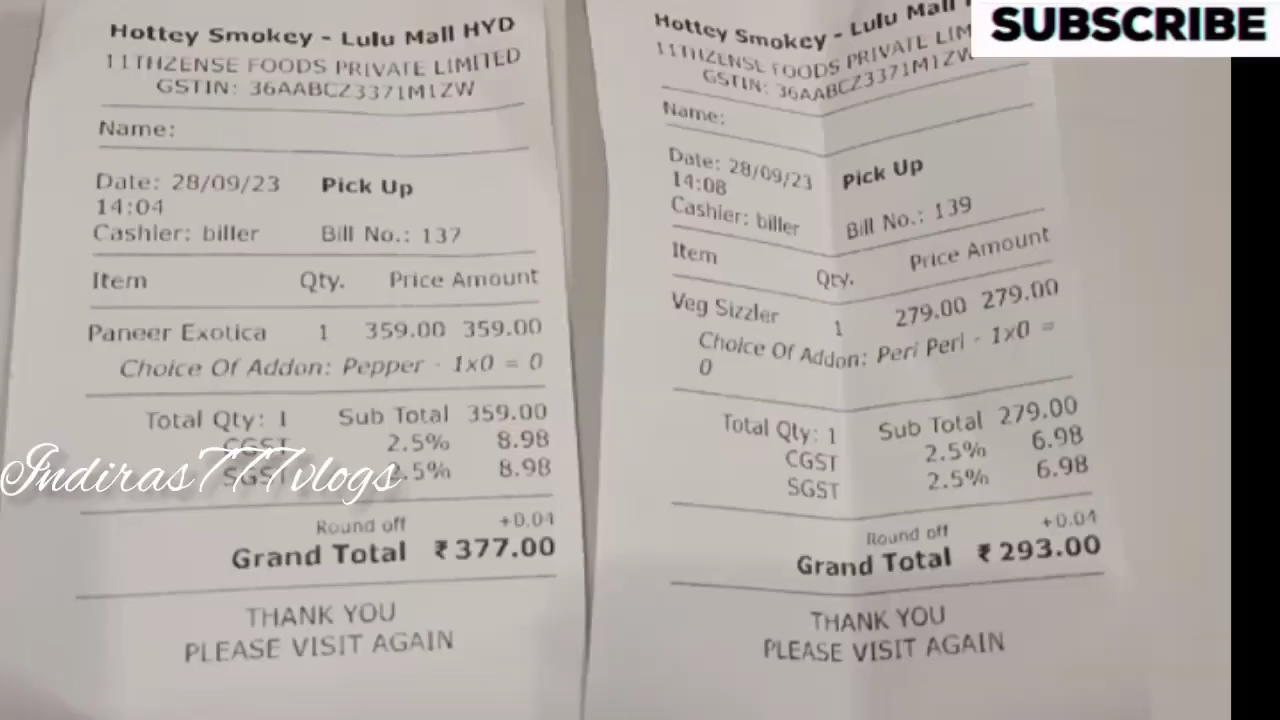 Hottey Smokey - Lulu Mall HYD
11THZENSE FOODS PRIVATE LIMITED
GSTIN: 36AABCZ3371M1ZW
Name:
Date: 28/09/23 Pick Up
14:04
Cashier: biller Bill No.: 137
Item Qty. Price Amount
Paneer Exotica 1 359.00 359.00
Choice Of Addon: Pepper - 1x0 = 0
Total Qty: 1 Sub Total 359.00
CGST 2.5% 8.98
SGST 2.5% 8.98
Round off +0.04
Grand Total ₹377.00
THANK YOU
PLEASE VISIT AGAIN
Indiras777vlogs
SUBSCRIBE
Hottey Smokey - Lulu Mall
11THZENSE FOODS PRIVATE LIM
GSTIN: 36AABCZ3371M1ZW
Name:
Date: 28/09/23 Pick Up
14:08
Cashier: biller Bill No.: 139
Item Qty. Price Amount
Veg Sizzler 1 279.00 279.00
Choice Of Addon: Peri Peri - 1x0 =
0
Total Qty: 1 Sub Total 279.00
CGST 2.5% 6.98
SGST 2.5% 6.98
Round off +0.04
Grand Total ₹293.00
THANK YOU
PLEASE VISIT AGAIN